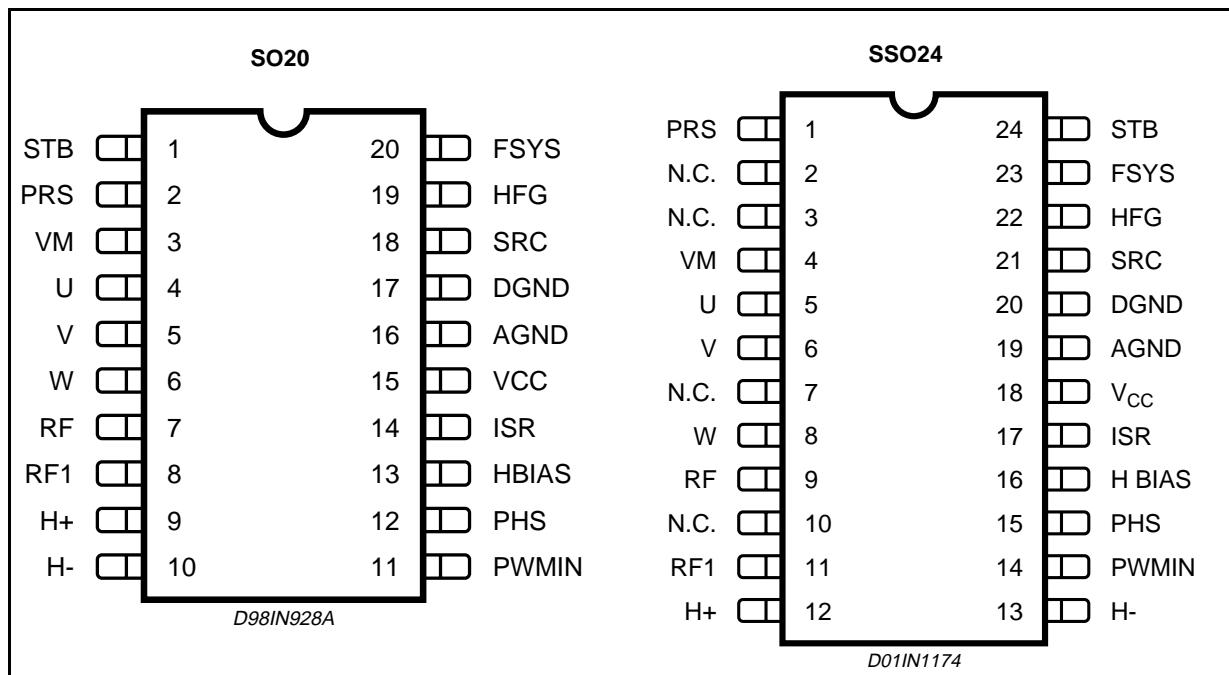 SO20
STB 1 20 FSYS
PRS 2 19 HFG
VM 3 18 SRC
U 4 17 DGND
V 5 16 AGND
W 6 15 VCC
RF 7 14 ISR
RF1 8 13 HBIAS
H+ 9 12 PHS
H- 10 11 PWMIN
D98IN928A
SSO24
PRS 1 24 STB
N.C. 2 23 FSYS
N.C. 3 22 HFG
VM 4 21 SRC
U 5 20 DGND
V 6 19 AGND
N.C. 7 18 VCC
W 8 17 ISR
RF 9 16 H BIAS
N.C. 10 15 PHS
RF1 11 14 PWMIN
H+ 12 13 H-
D01IN1174